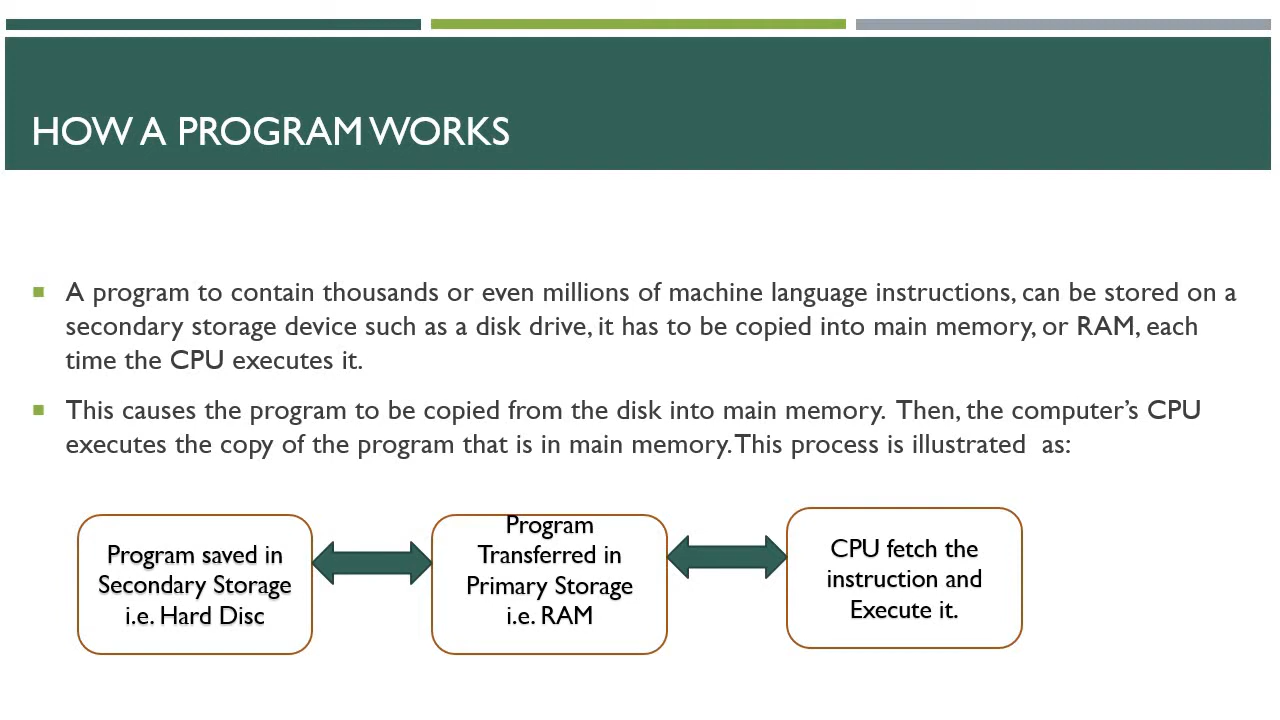 HOW A PROGRAM WORKS
A program to contain thousands or even millions of machine language instructions, can be stored on a
secondary storage device such as a disk drive, it has to be copied into main memory, or RAM, each
time the CPU executes it.
This causes the program to be copied from the disk into main memory. Then, the computer’s CPU
executes the copy of the program that is in main memory. This process is illustrated as:
Program saved in
Secondary Storage
i.e. Hard Disc
Program
Transferred in
Primary Storage
i.e. RAM
CPU fetch the
instruction and
Execute it.